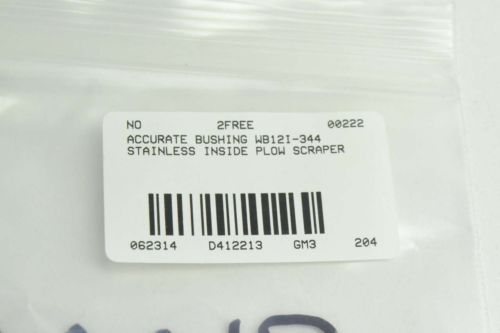 NO 2FREE 00222
ACCURATE BUSHING WB12I-344
STAINLESS INSIDE PLOW SCRAPER
062314 D412213 GM3 204